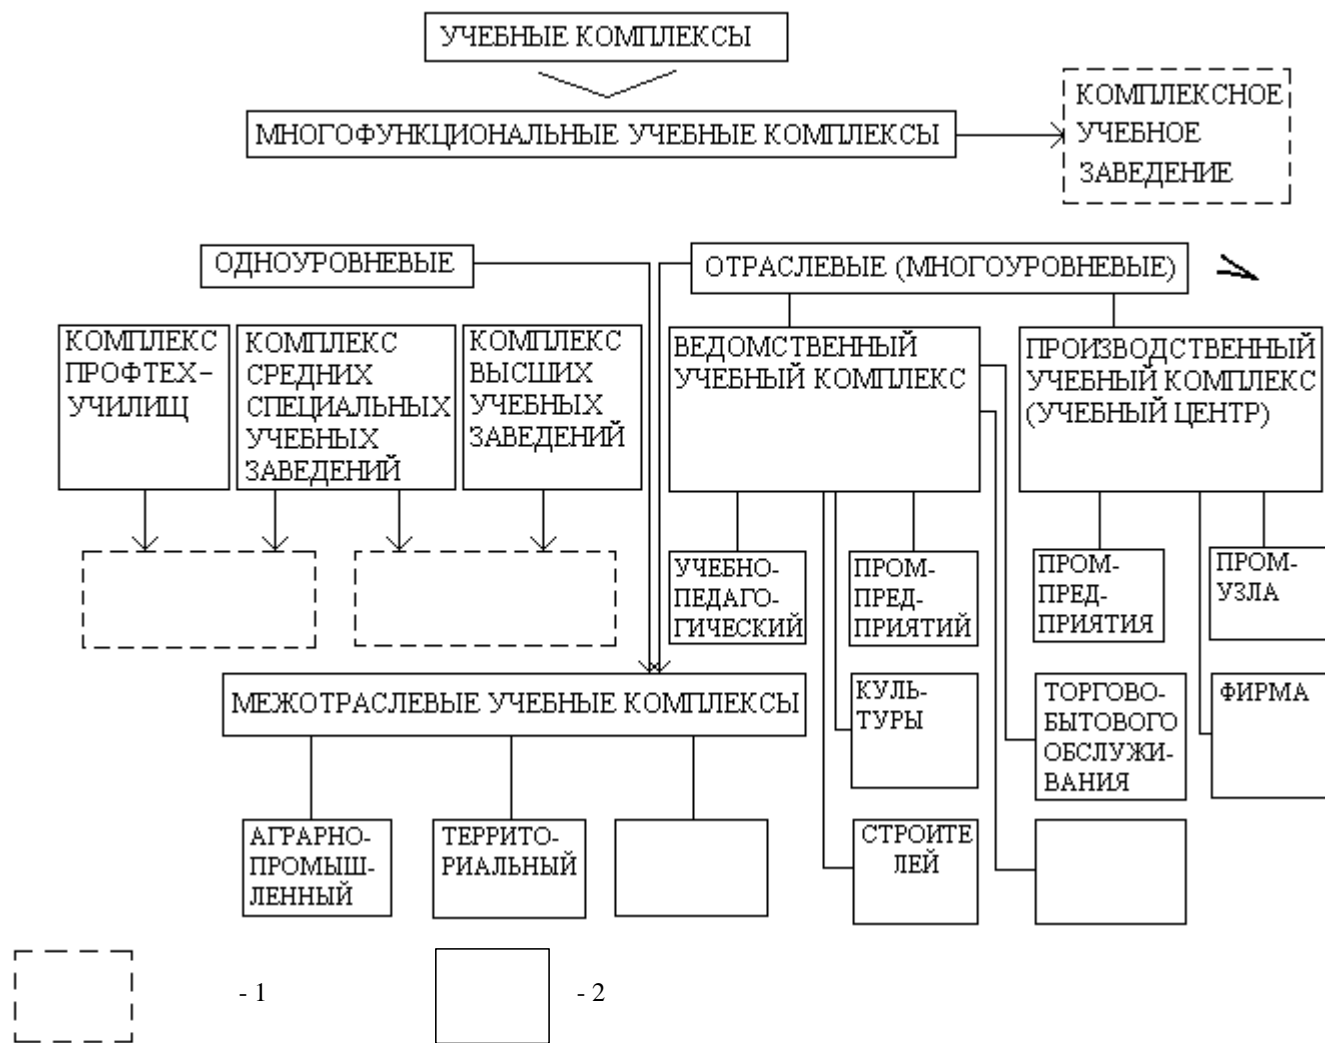 УЧЕБНЫЕ КОМПЛЕКСЫ
МНОГОФУНКЦИОНАЛЬНЫЕ УЧЕБНЫЕ КОМПЛЕКСЫ
КОМПЛЕКСНОЕ
УЧЕБНОЕ
ЗАВЕДЕНИЕ
ОДНОУРОВНЕВЫЕ
ОТРАСЛЕВЫЕ (МНОГОУРОВНЕВЫЕ)
КОМПЛЕКС
ПРОФТЕХ-
УЧИЛИЩ
КОМПЛЕКС
СРЕДНИХ
СПЕЦИАЛЬНЫХ
УЧЕБНЫХ
ЗАВЕДЕНИЙ
КОМПЛЕКС
ВЫСШИХ
УЧЕБНЫХ
ЗАВЕДЕНИЙ
ВЕДОМСТВЕННЫЙ
УЧЕБНЫЙ КОМПЛЕКС
ПРОИЗВОДСТВЕННЫЙ
УЧЕБНЫЙ КОМПЛЕКС
(УЧЕБНЫЙ ЦЕНТР)
УЧЕБНО-
ПЕДАГО-
ГИЧЕСКИЙ
ПРОМ-
ПРЕД-
ПРИЯТИЙ
ПРОМ-
ПРЕД-
ПРИЯТИЯ
ПРОМ-
УЗЛА
МЕЖОТРАСЛЕВЫЕ УЧЕБНЫЕ КОМПЛЕКСЫ
КУЛЬ-
ТУРЫ
ТОРГОВО-
БЫТОВОГО
ОБСЛУЖИ-
ВАНИЯ
ФИРМА
АГРАРНО-
ПРОМЫШ-
ЛЕННЫЙ
ТЕРРИТО-
РИАЛЬНЫЙ
СТРОИТЕ
ЛЕЙ
- 1
- 2